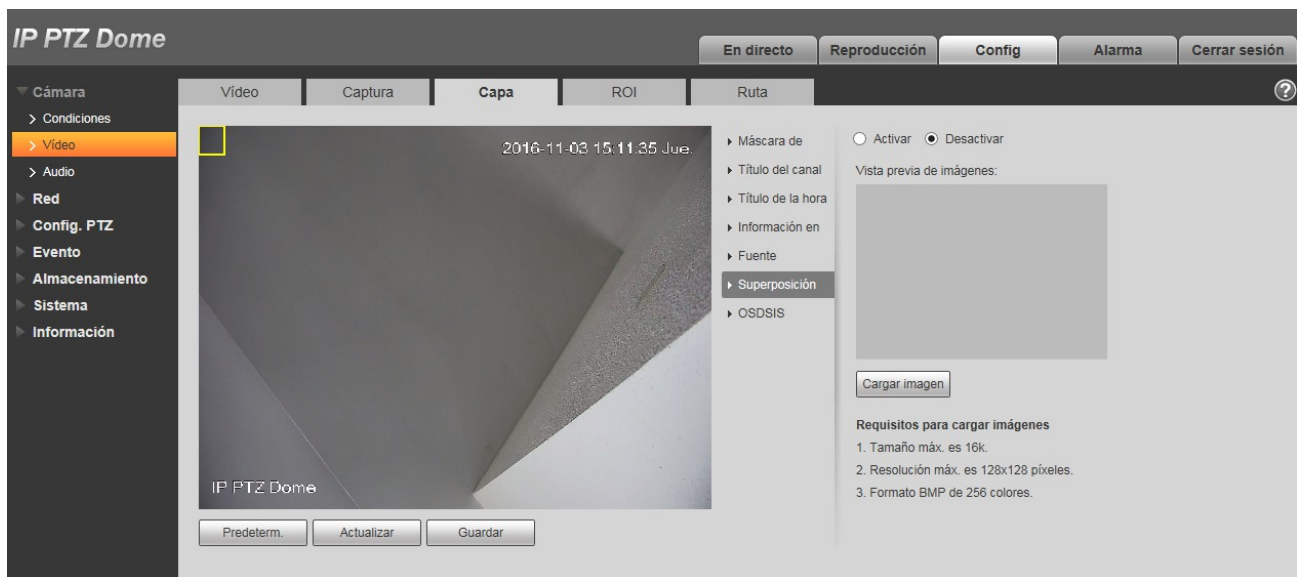 IP PTZ Dome
En directo
Reproducción
Config
Alarma
Cerrar sesión
Cámara
Condiciones
Vídeo
Audio
Red
Config. PTZ
Evento
Almacenamiento
Sistema
Información
Vídeo
Captura
Capa
ROI
Ruta
?
2016-11-03 15:11:35 Jue.
IP PTZ Dome
Predeterm.
Actualizar
Guardar
Máscara de
Título del canal
Título de la hora
Información en
Fuente
Superposición
OSDSIS
Activar
Desactivar
Vista previa de imágenes:
Cargar imagen
Requisitos para cargar imágenes
1. Tamaño máx. es 16k.
2. Resolución máx. es 128x128 píxeles.
3. Formato BMP de 256 colores.